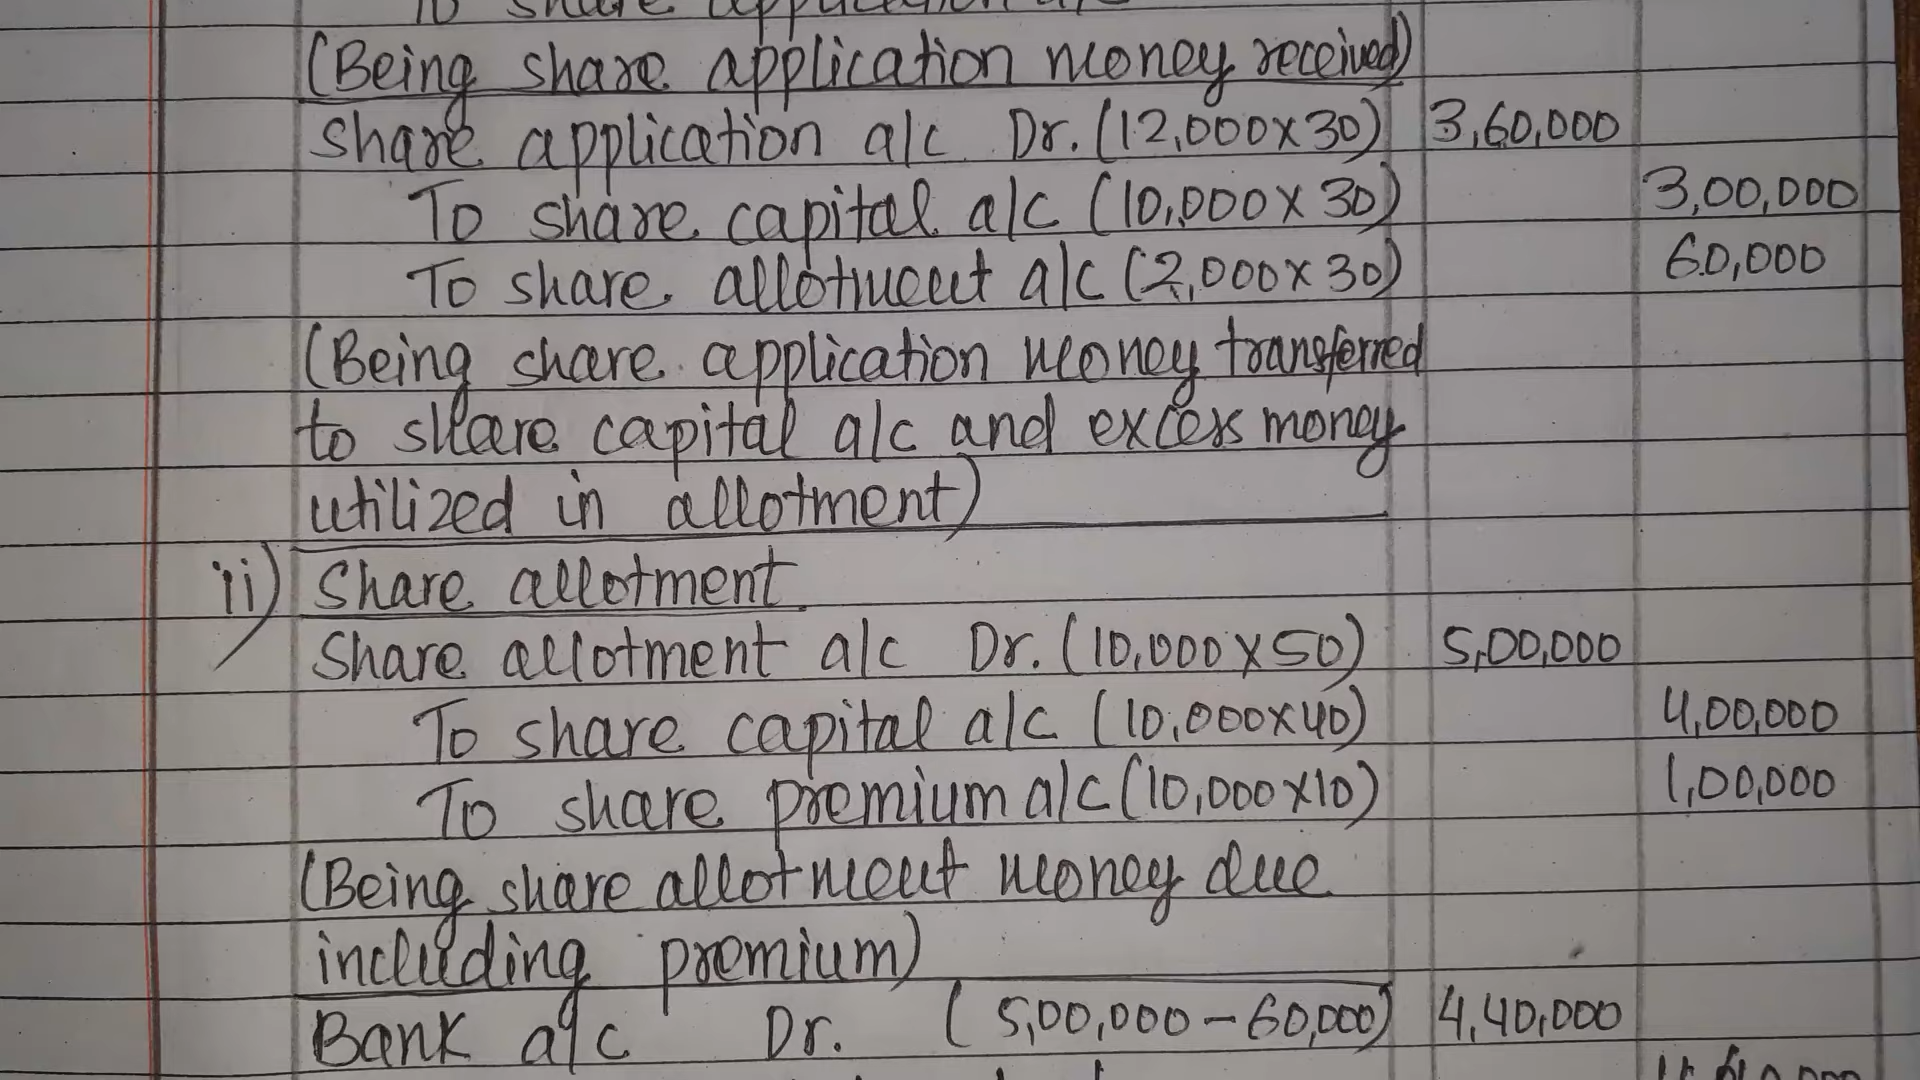 To share application a/c
(Being share application money received)
Share application a/c Dr. (12,000x30) 3,60,000
To share capital a/c (10,000x30) 3,00,000
To share allotment a/c (2,000x30) 60,000
(Being share application money transferred
to share capital a/c and excess money
utilized in allotment)
ii) Share allotment
Share allotment a/c Dr. (10,000x50) 5,00,000
To share capital a/c (10,000x40) 4,00,000
To share premium a/c (10,000x10) 1,00,000
(Being share allotment money due
including premium)
Bank a/c Dr. (5,00,000-60,000) 4,40,000